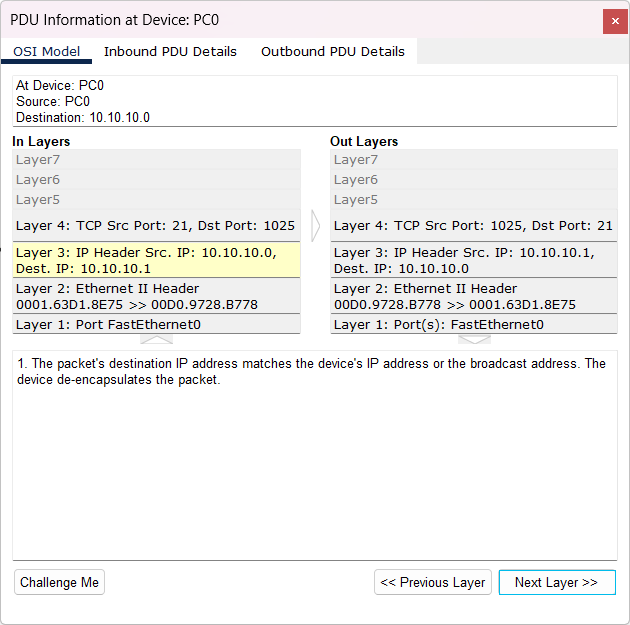 PDU Information at Device: PC0
OSI Model Inbound PDU Details Outbound PDU Details
At Device: PC0
Source: PC0
Destination: 10.10.10.0
In Layers
Layer7
Layer6
Layer5
Layer 4: TCP Src Port: 21, Dst Port: 1025
Layer 3: IP Header Src. IP: 10.10.10.0,
Dest. IP: 10.10.10.1
Layer 2: Ethernet II Header
0001.63D1.8E75 >> 00D0.9728.B778
Layer 1: Port FastEthernet0
Out Layers
Layer7
Layer6
Layer5
Layer 4: TCP Src Port: 1025, Dst Port: 21
Layer 3: IP Header Src. IP: 10.10.10.1,
Dest. IP: 10.10.10.0
Layer 2: Ethernet II Header
00D0.9728.B778 >> 0001.63D1.8E75
Layer 1: Port(s): FastEthernet0
1. The packet's destination IP address matches the device's IP address or the broadcast address. The
device de-encapsulates the packet.
Challenge Me
<< Previous Layer
Next Layer >>